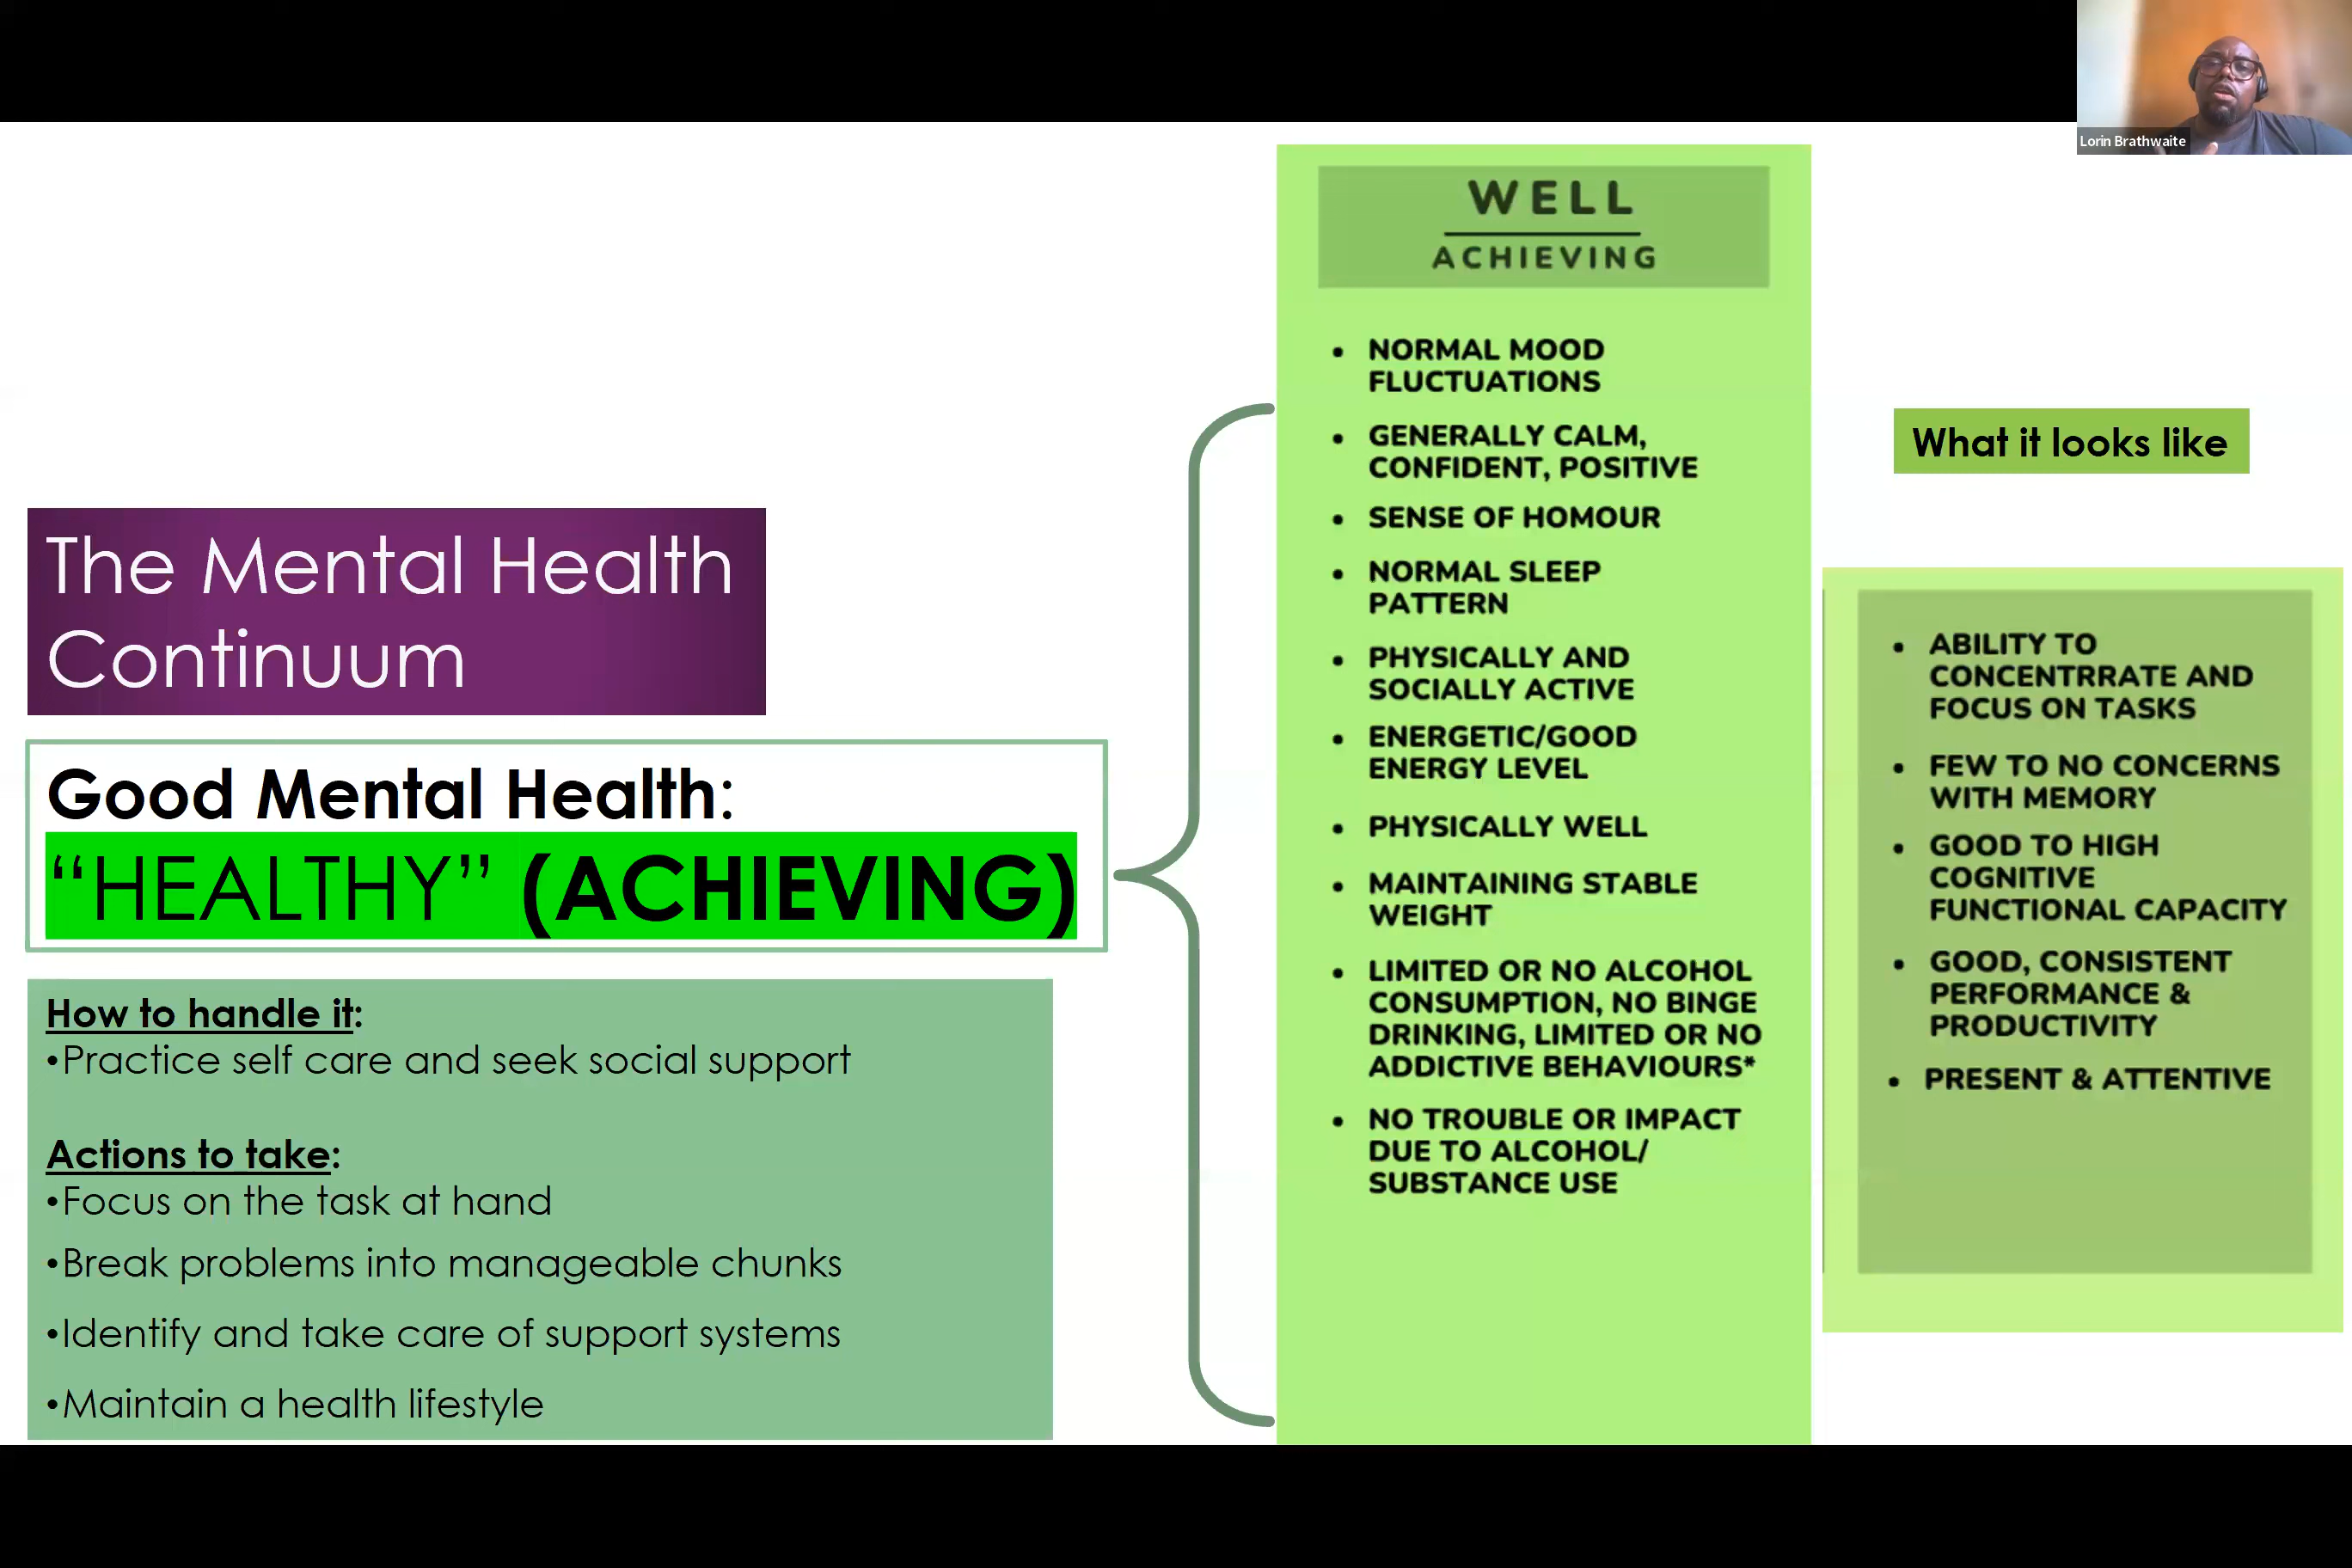 Lorin Brathwaite
The Mental Health
Continuum
Good Mental Health:
“HEALTHY” (ACHIEVING)
How to handle it:
•Practice self care and seek social support
Actions to take:
•Focus on the task at hand
•Break problems into manageable chunks
•Identify and take care of support systems
•Maintain a health lifestyle
WELL
ACHIEVING
• NORMAL MOOD
FLUCTUATIONS
• GENERALLY CALM,
CONFIDENT, POSITIVE
• SENSE OF HOMOUR
• NORMAL SLEEP
PATTERN
• PHYSICALLY AND
SOCIALLY ACTIVE
• ENERGETIC/GOOD
ENERGY LEVEL
• PHYSICALLY WELL
• MAINTAINING STABLE
WEIGHT
• LIMITED OR NO ALCOHOL
CONSUMPTION, NO BINGE
DRINKING, LIMITED OR NO
ADDICTIVE BEHAVIOURS*
• NO TROUBLE OR IMPACT
DUE TO ALCOHOL/
SUBSTANCE USE
What it looks like
• ABILITY TO
CONCENTRRATE AND
FOCUS ON TASKS
• FEW TO NO CONCERNS
WITH MEMORY
• GOOD TO HIGH
COGNITIVE
FUNCTIONAL CAPACITY
• GOOD, CONSISTENT
PERFORMANCE &
PRODUCTIVITY
• PRESENT & ATTENTIVE